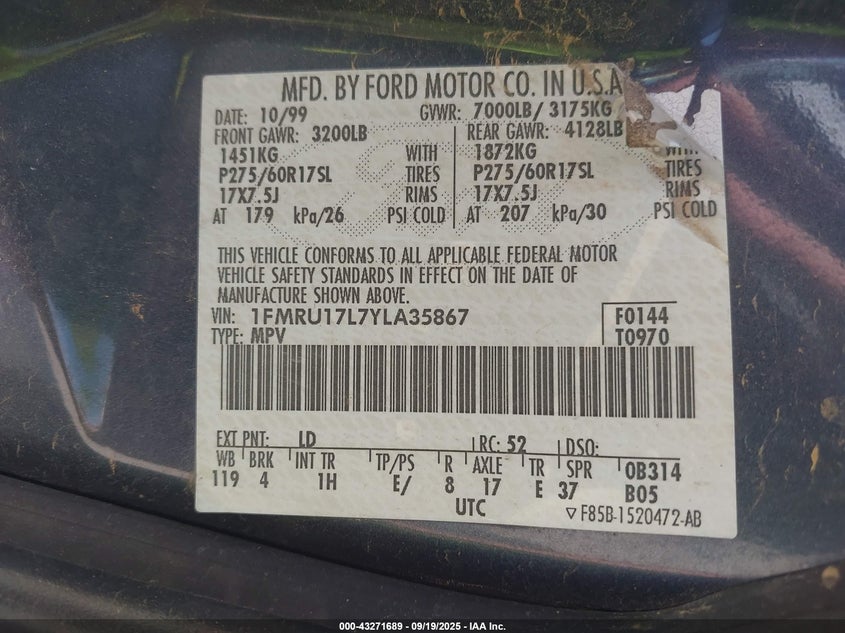 MFD. BY FORD MOTOR CO. IN U.S.A
DATE: 10/99 GVWR: 7000LB/ 3175KG
FRONT GAWR: 3200LB REAR GAWR: 4128LB
1451KG WITH 1872KG WITH
P275/60R17SL TIRES P275/60R17SL TIRES
17X7.5J RIMS 17X7.5J RIMS
AT 179 kPa/26 PSI COLD AT 207 kPa/30 PSI COLD
THIS VEHICLE CONFORMS TO ALL APPLICABLE FEDERAL MOTOR
VEHICLE SAFETY STANDARDS IN EFFECT ON THE DATE OF
MANUFACTURE SHOWN ABOVE.
VIN: 1FMRU17L7YLA35867 F0144
TYPE: MPV T0970
EXT PNT: LD RC: 52 DSO:
WB BRK INT TR TP/PS R AXLE TR SPR 0B314
119 4 1H E/ 8 17 E 37 B05
UTC ▽F85B-1520472-AB
000-43271689 - 09/19/2025 - IAA Inc.